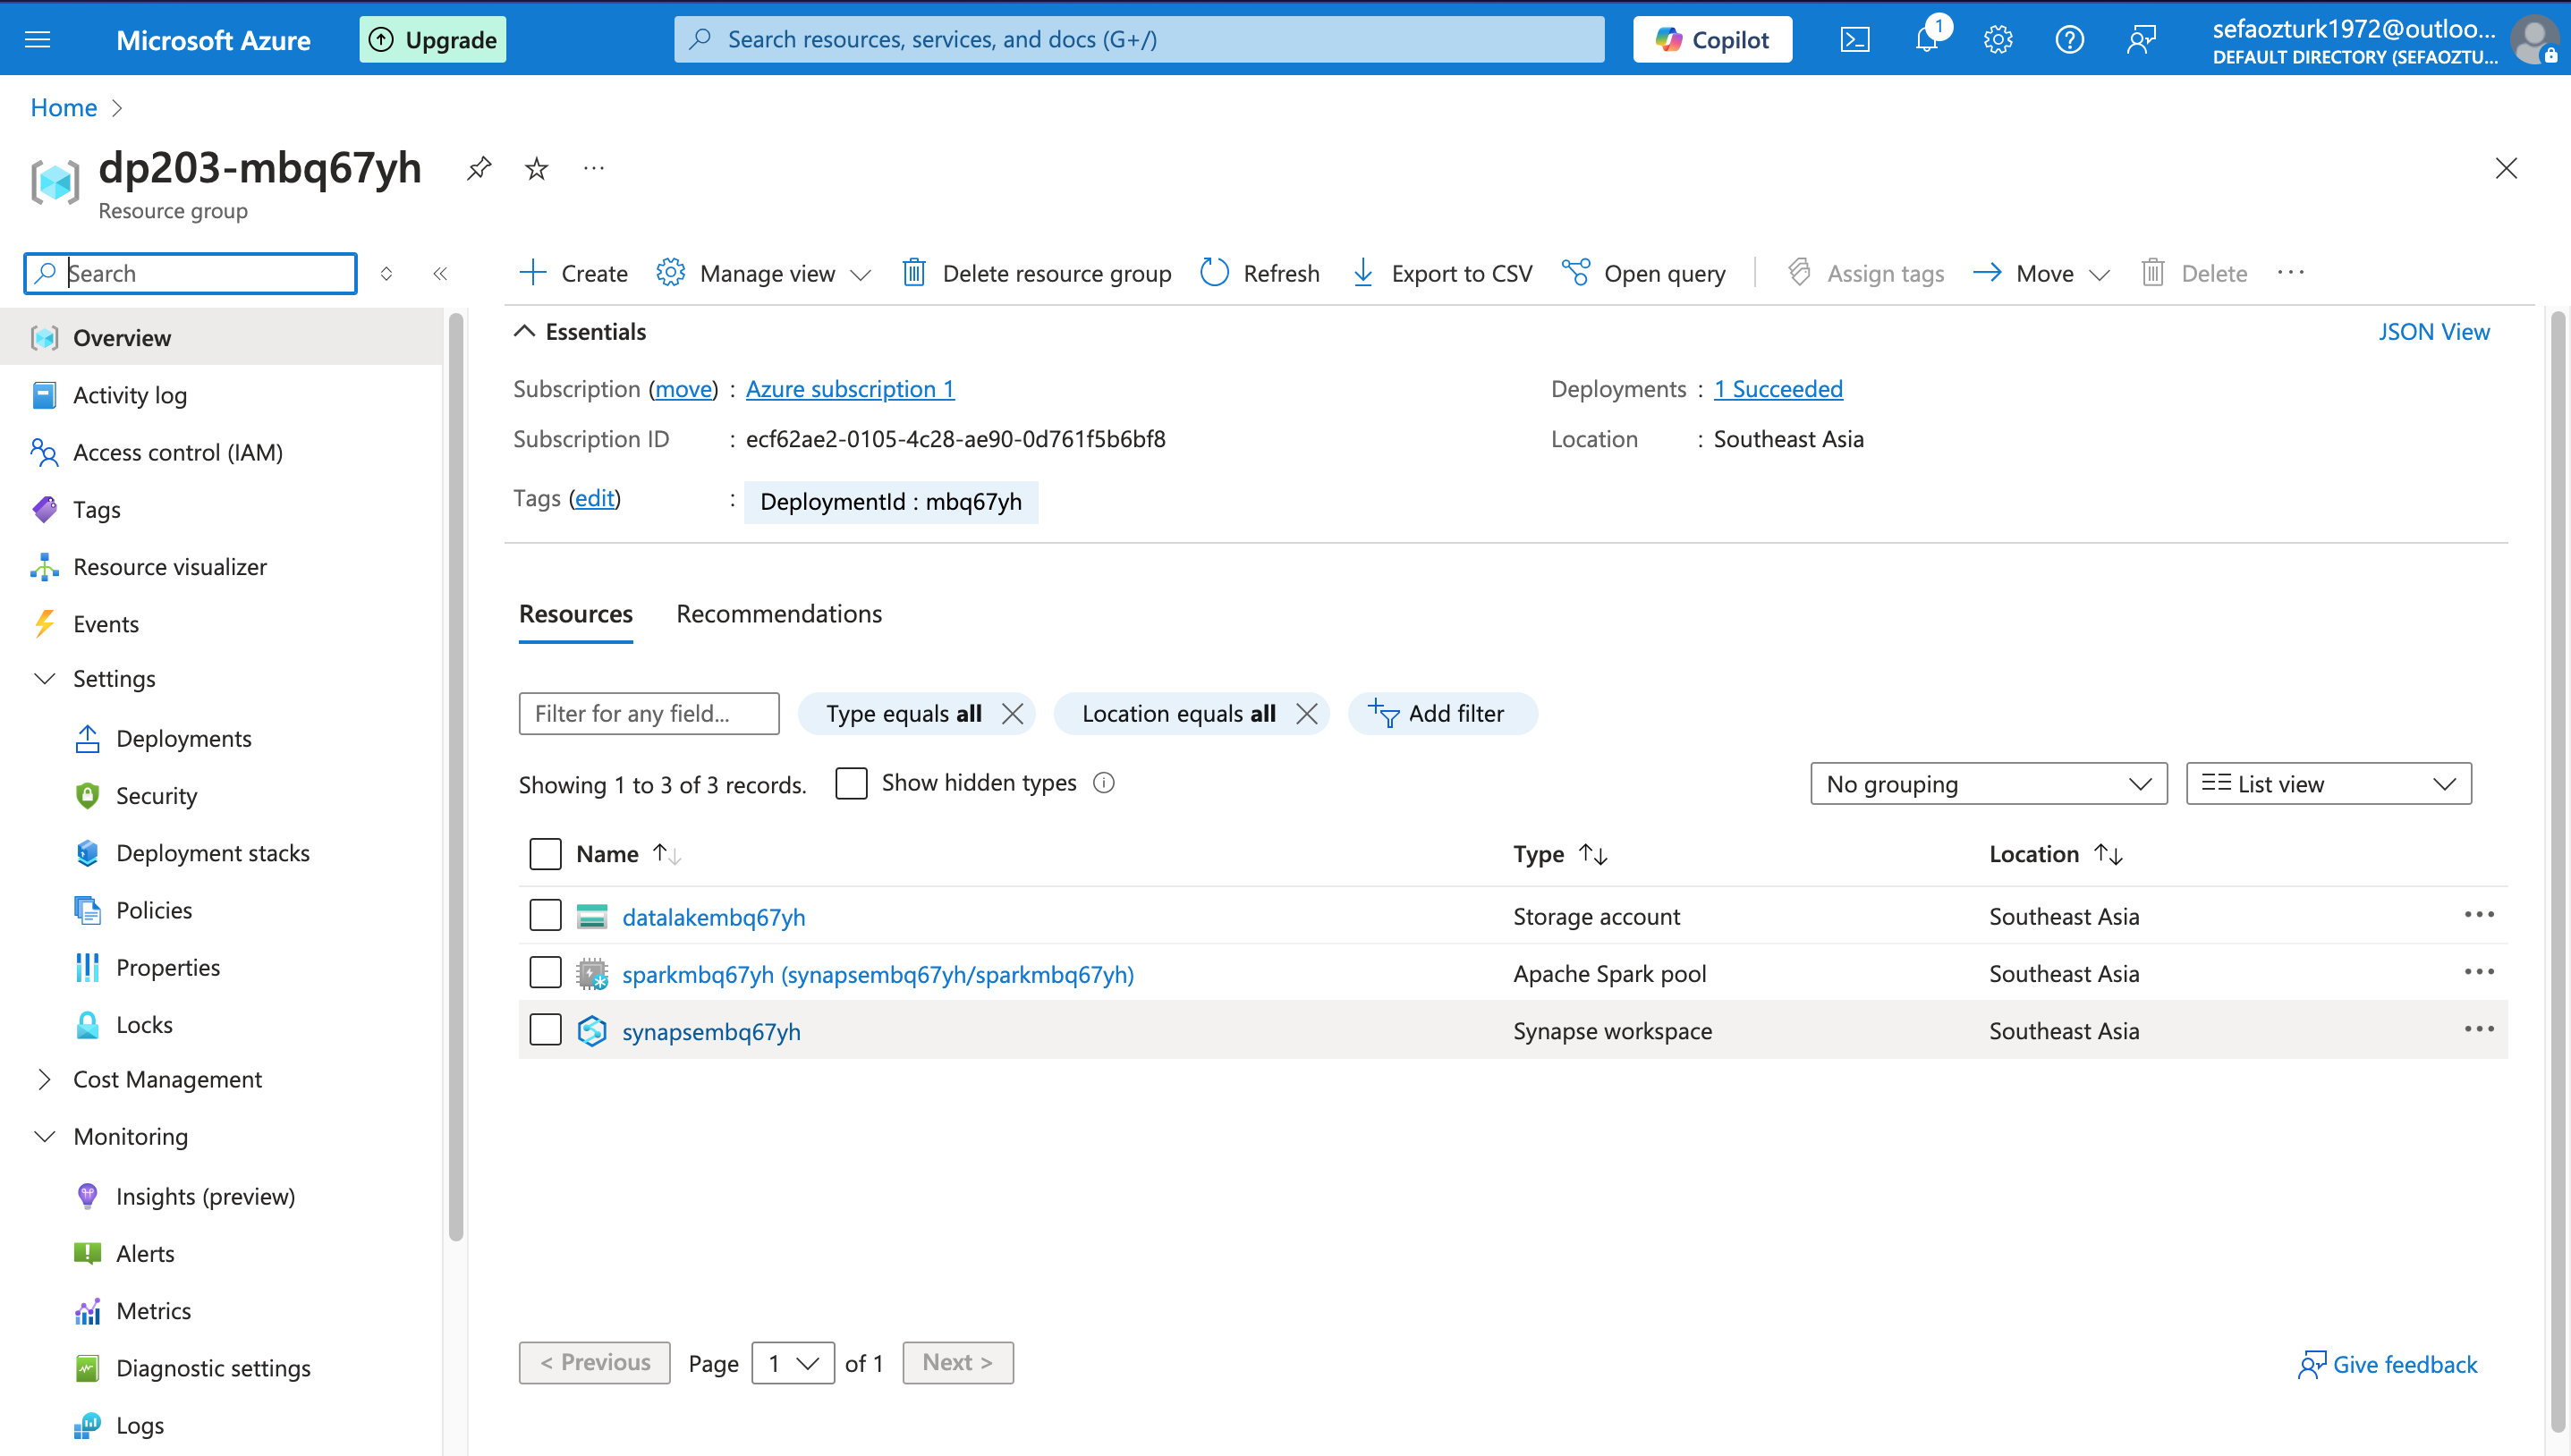 Microsoft Azure
Upgrade
Search resources, services, and docs (G+/)
Copilot
1
sefaozturk1972@outloo...
DEFAULT DIRECTORY (SEFAOZTU...
Home
dp203-mbq67yh
Resource group
Search
Create
Manage view
Delete resource group
Refresh
Export to CSV
Open query
Assign tags
Move
Delete
Overview
Activity log
Access control (IAM)
Tags
Resource visualizer
Events
Settings
Deployments
Security
Deployment stacks
Policies
Properties
Locks
Cost Management
Monitoring
Insights (preview)
Alerts
Metrics
Diagnostic settings
Logs
Essentials
JSON View
Subscription (move) : Azure subscription 1
Deployments : 1 Succeeded
Subscription ID : ecf62ae2-0105-4c28-ae90-0d761f5b6bf8
Location : Southeast Asia
Tags (edit) : DeploymentId : mbq67yh
Resources
Recommendations
Filter for any field...
Type equals all
Location equals all
Add filter
Showing 1 to 3 of 3 records.
Show hidden types
No grouping
List view
Name Type Location
datalakembq67yh Storage account Southeast Asia
sparkmbq67yh (synapsembq67yh/sparkmbq67yh) Apache Spark pool Southeast Asia
synapsembq67yh Synapse workspace Southeast Asia
< Previous Page 1 of 1 Next >
Give feedback